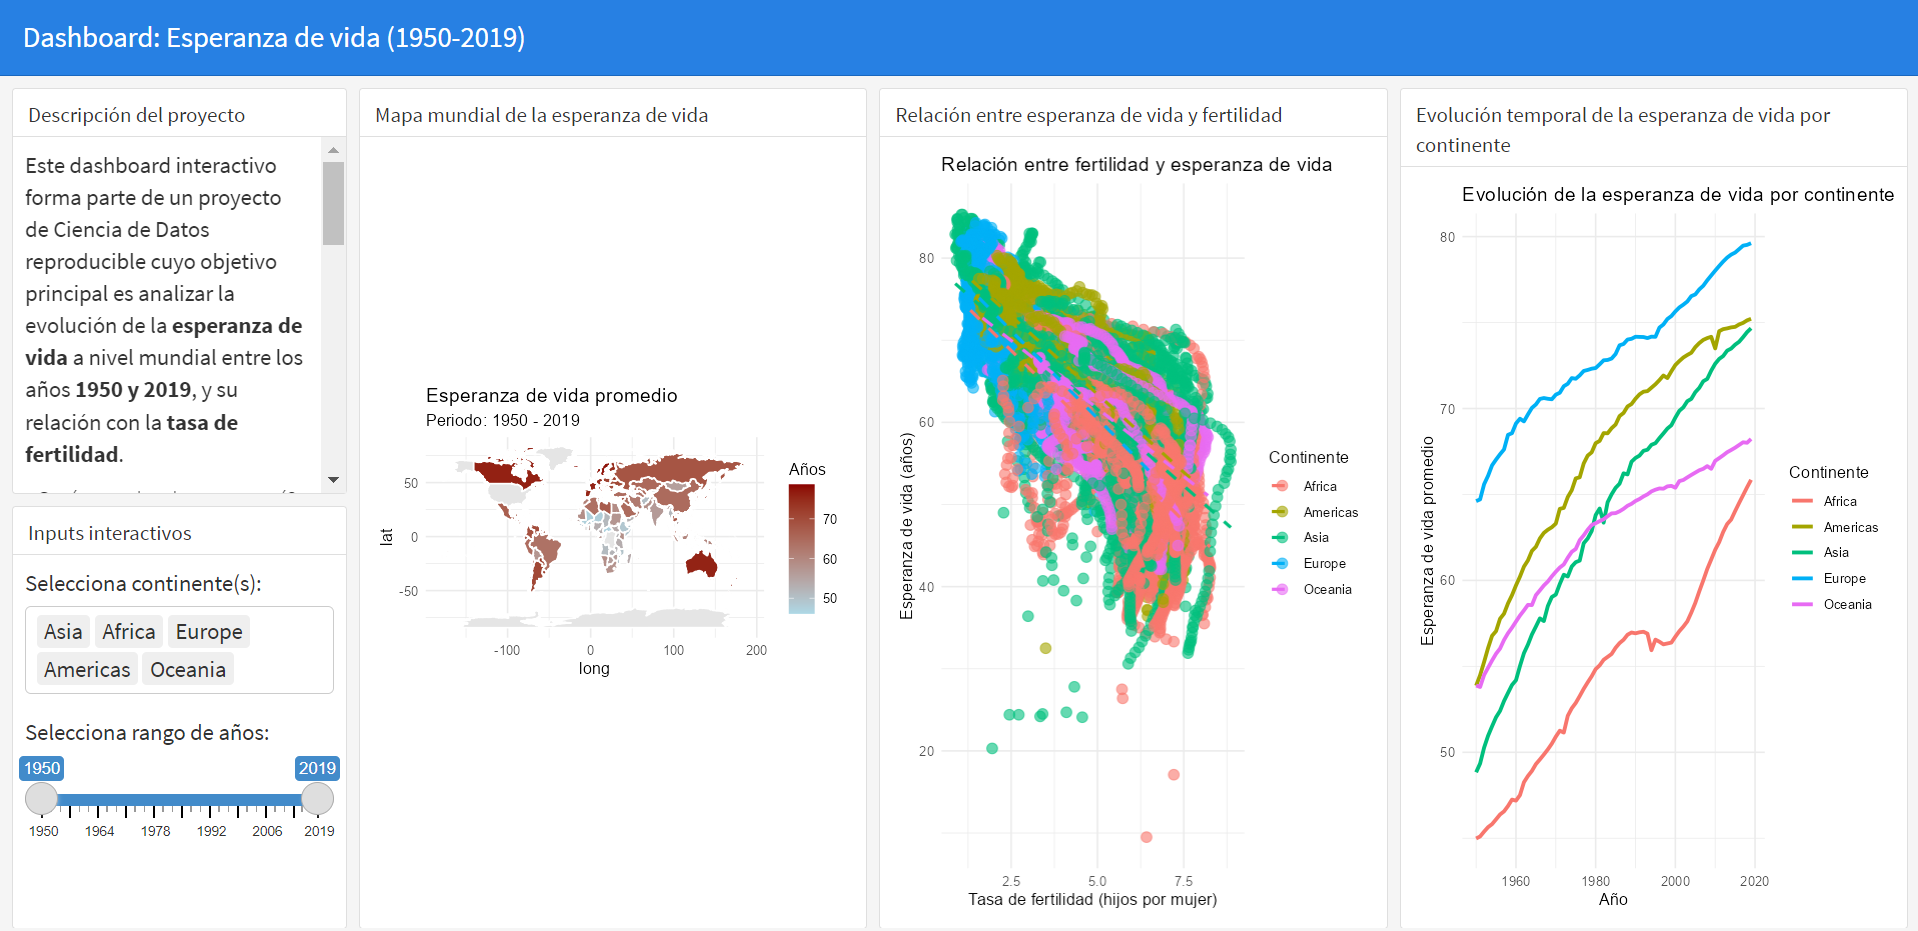 Dashboard: Esperanza de vida (1950-2019)
Descripción del proyecto
Este dashboard interactivo
forma parte de un proyecto
de Ciencia de Datos
reproducible cuyo objetivo
principal es analizar la
evolución de la esperanza de
vida a nivel mundial entre los
años 1950 y 2019, y su
relación con la tasa de
fertilidad.
Inputs interactivos
Selecciona continente(s):
Asia Africa Europe
Americas Oceania
Selecciona rango de años:
1950 2019
1950 1964 1978 1992 2006 2019
Mapa mundial de la esperanza de vida
Esperanza de vida promedio
Periodo: 1950 - 2019
50
0
-50
lat
-100 0 100 200
long
Años
70
60
50
Relación entre esperanza de vida y fertilidad
Relación entre fertilidad y esperanza de vida
80
60
40
20
Esperanza de vida (años)
2.5 5.0 7.5
Tasa de fertilidad (hijos por mujer)
Continente
Africa
Americas
Asia
Europe
Oceania
Evolución temporal de la esperanza de vida por
continente
Evolución de la esperanza de vida por continente
80
70
60
50
Esperanza de vida promedio
1960 1980 2000 2020
Año
Continente
Africa
Americas
Asia
Europe
Oceania